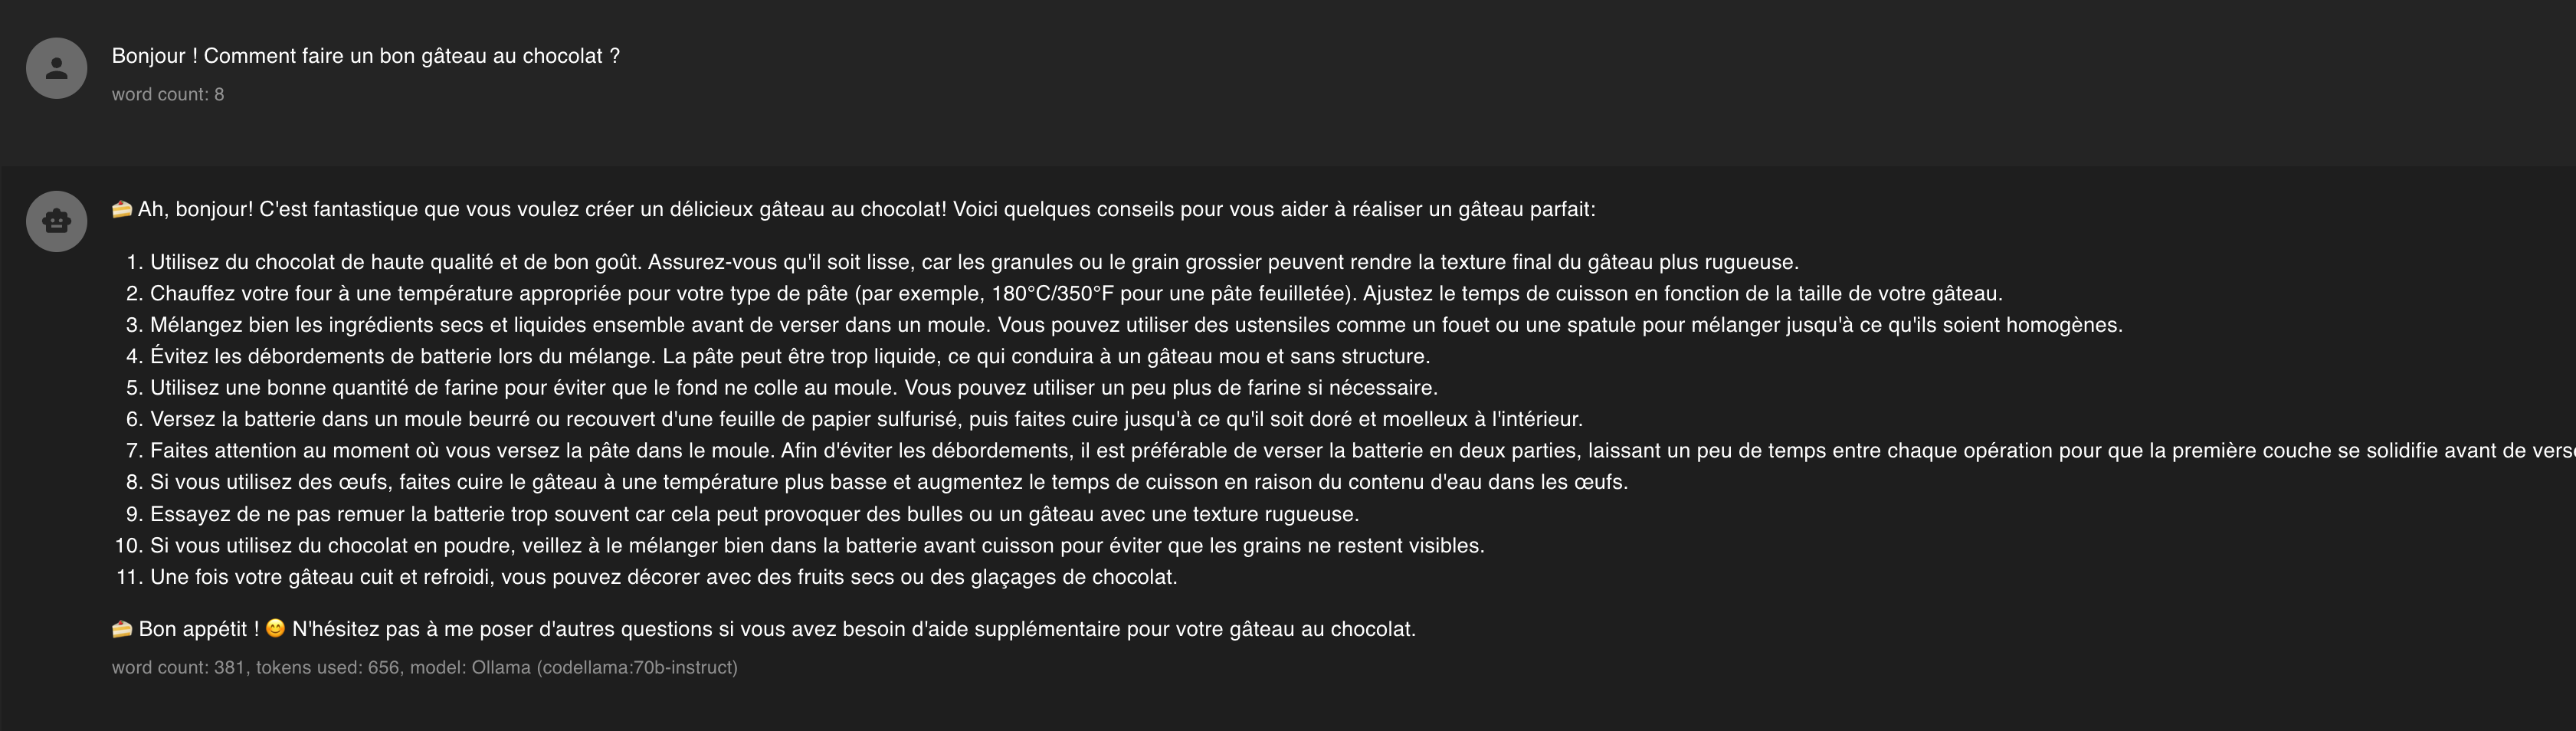 Bonjour ! Comment faire un bon gâteau au chocolat ?
word count: 8
🍰 Ah, bonjour! C'est fantastique que vous voulez créer un délicieux gâteau au chocolat! Voici quelques conseils pour vous aider à réaliser un gâteau parfait:
1. Utilisez du chocolat de haute qualité et de bon goût. Assurez-vous qu'il soit lisse, car les granules ou le grain grossier peuvent rendre la texture final du gâteau plus rugueuse.
2. Chauffez votre four à une température appropriée pour votre type de pâte (par exemple, 180°C/350°F pour une pâte feuilletée). Ajustez le temps de cuisson en fonction de la taille de votre gâteau.
3. Mélangez bien les ingrédients secs et liquides ensemble avant de verser dans un moule. Vous pouvez utiliser des ustensiles comme un fouet ou une spatule pour mélanger jusqu'à ce qu'ils soient homogènes.
4. Évitez les débordements de batterie lors du mélange. La pâte peut être trop liquide, ce qui conduira à un gâteau mou et sans structure.
5. Utilisez une bonne quantité de farine pour éviter que le fond ne colle au moule. Vous pouvez utiliser un peu plus de farine si nécessaire.
6. Versez la batterie dans un moule beurré ou recouvert d'une feuille de papier sulfurisé, puis faites cuire jusqu'à ce qu'il soit doré et moelleux à l'intérieur.
7. Faites attention au moment où vous versez la pâte dans le moule. Afin d'éviter les débordements, il est préférable de verser la batterie en deux parties, laissant un peu de temps entre chaque opération pour que la première couche se solidifie avant de
8. Si vous utilisez des œufs, faites cuire le gâteau à une température plus basse et augmentez le temps de cuisson en raison du contenu d'eau dans les œufs.
9. Essayez de ne pas remuer la batterie trop souvent car cela peut provoquer des bulles ou un gâteau avec une texture rugueuse.
10. Si vous utilisez du chocolat en poudre, veillez à le mélanger bien dans la batterie avant cuisson pour éviter que les grains ne restent visibles.
11. Une fois votre gâteau cuit et refroidi, vous pouvez décorer avec des fruits secs ou des glaçages de chocolat.
🍰 Bon appétit ! 😊 N'hésitez pas à me poser d'autres questions si vous avez besoin d'aide supplémentaire pour votre gâteau au chocolat.
word count: 381, tokens used: 656, model: Ollama (codellama:70b-instruct)